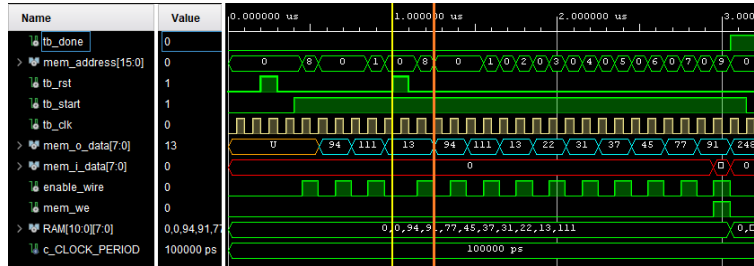 Name Value 0.000000 us 1.000000 us 2.000000 us 3.000
tb_done 0
mem_address[15:0] 0 0 8 0 1 0 8 0 1 0 2 0 3 0 4 0 5 0 6 0 7 0 9 0
tb_rst 1
tb_start 1
tb_clk 0
mem_o_data[7:0] 13 U 94 111 13 94 111 13 22 31 37 45 77 91 248
mem_i_data[7:0] 0 0 0
enable_wire 0
mem_we 0
RAM[10:0][7:0] 0,0,94,91,77 0,0,94,91,77,45,37,31,22,13,111 0,
c_CLOCK_PERIOD 100000 ps 100000 ps